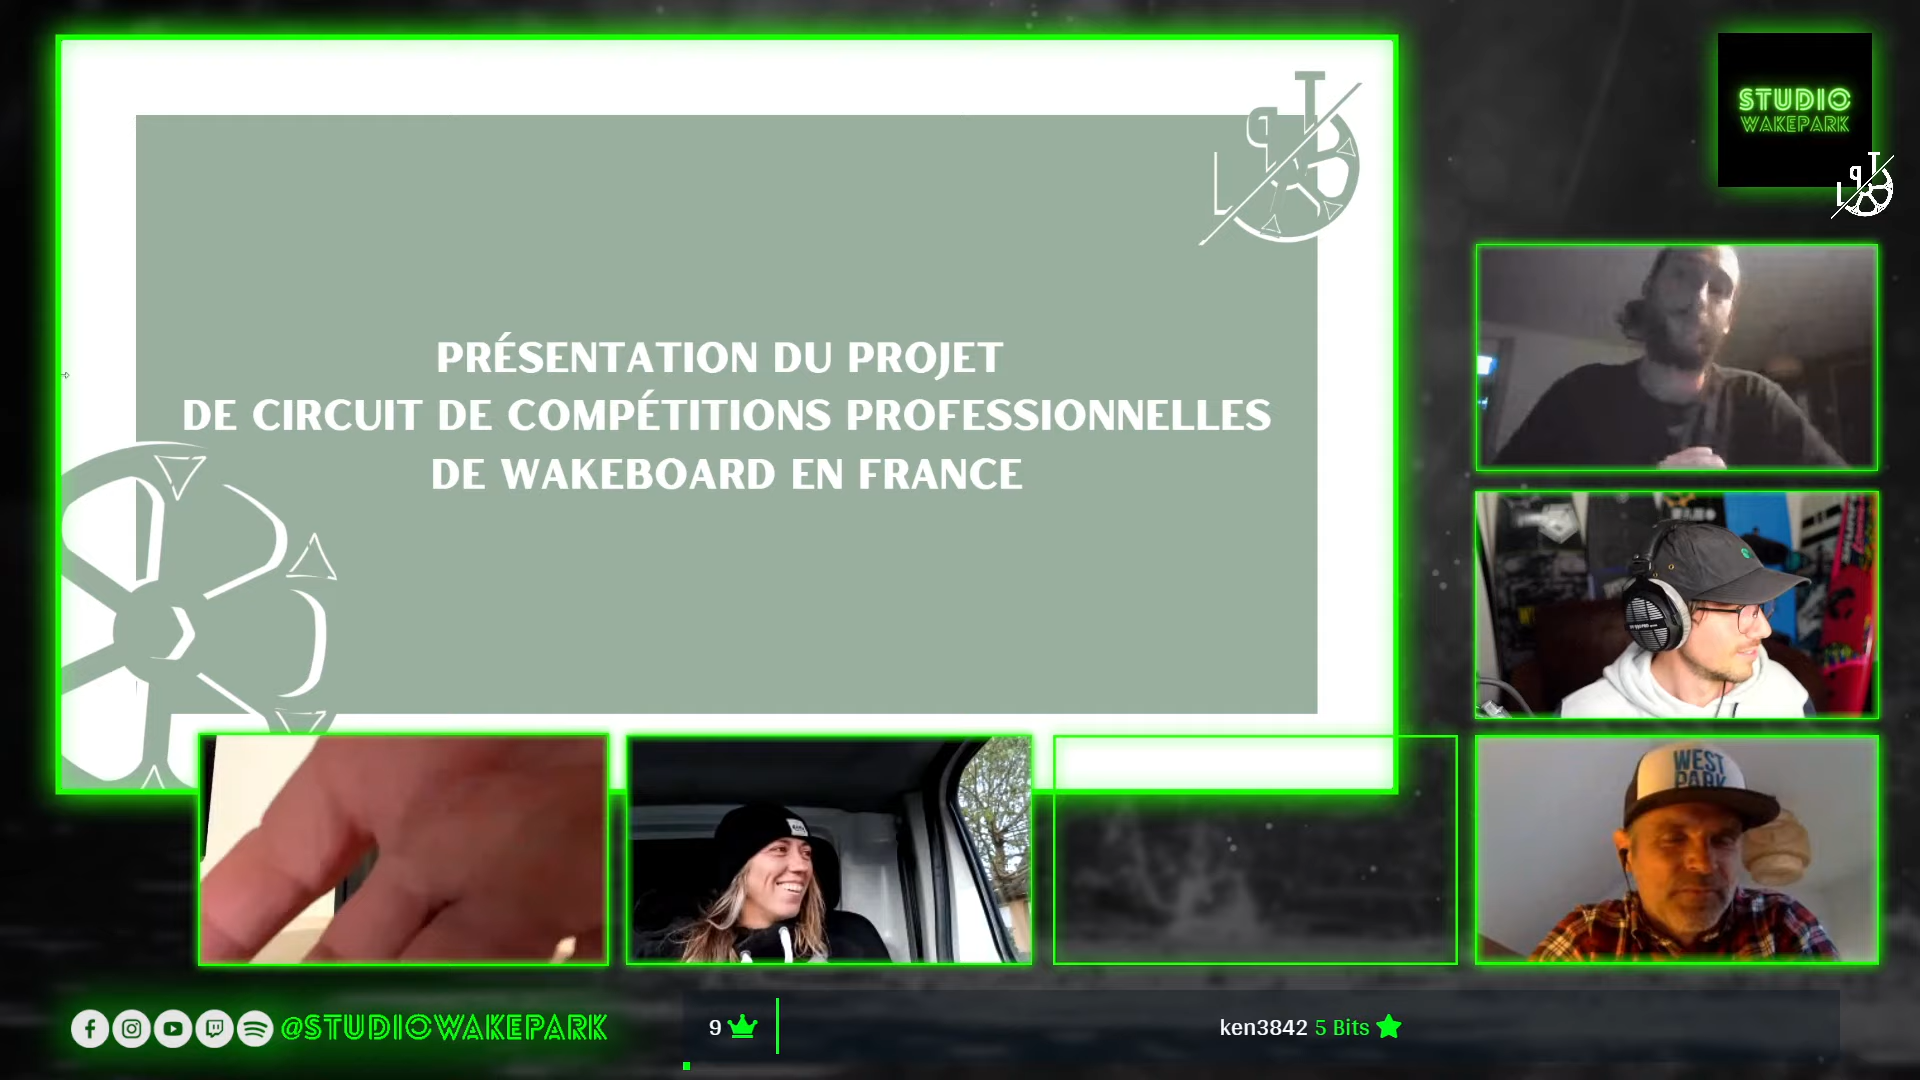 PRÉSENTATION DU PROJET
DE CIRCUIT DE COMPÉTITIONS PROFESSIONNELLES
DE WAKEBOARD EN FRANCE
STUDIO
WAKEPARK
WEST
PARK
@STUDIOWAKEPARK
9
ken3842 5 Bits